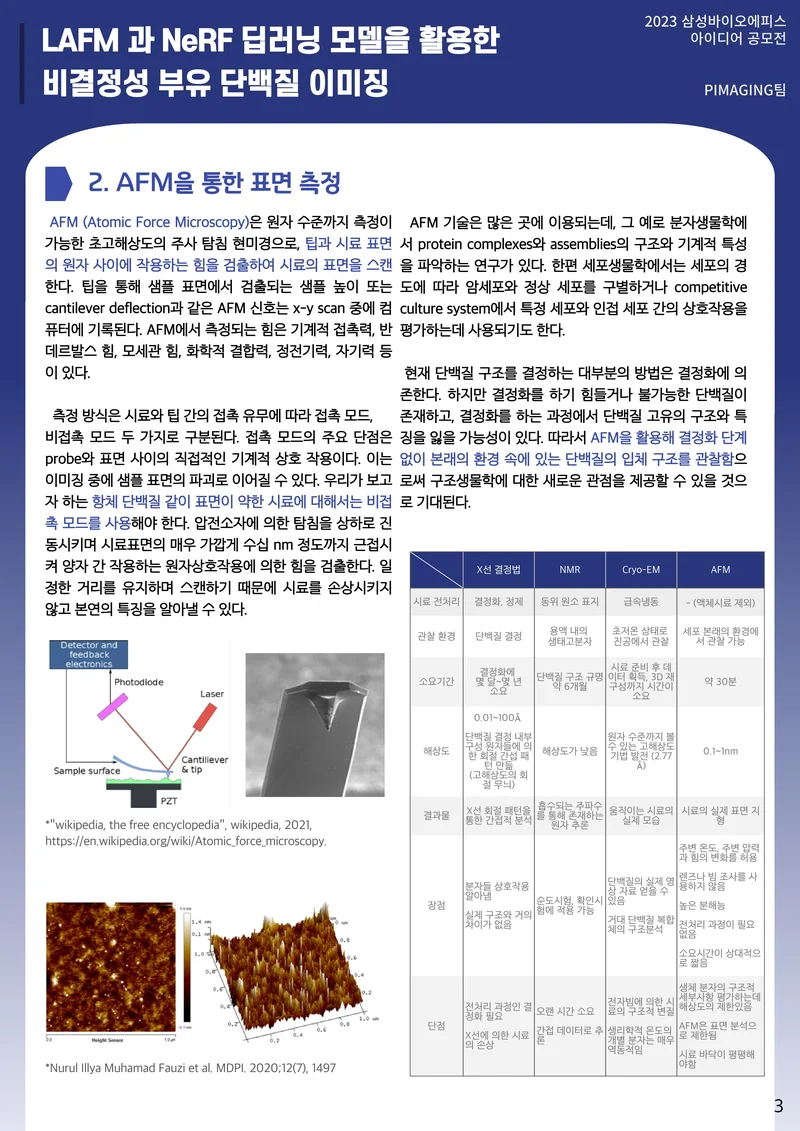 LAFM 과 NeRF 딥러닝 모델을 활용한
비결정성 부유 단백질 이미징
2023 삼성바이오에피스
아이디어 공모전
PIMAGING팀
2. AFM을 통한 표면 측정
AFM (Atomic Force Microscopy)은 원자 수준까지 측정이
가능한 초고해상도의 주사 탐침 현미경으로, 팁과 시료 표면
의 원자 사이에 작용하는 힘을 검출하여 시료의 표면을 스캔
한다. 팁을 통해 샘플 표면에서 검출되는 샘플 높이 또는
cantilever deflection과 같은 AFM 신호는 x-y scan 중에 컴
퓨터에 기록된다. AFM에서 측정되는 힘은 기계적 접촉력, 반
데르발스 힘, 모세관 힘, 화학적 결합력, 정전기력, 자기력 등
이 있다.
측정 방식은 시료와 팁 간의 접촉 유무에 따라 접촉 모드,
비접촉 모드 두 가지로 구분된다. 접촉 모드의 주요 단점은
probe와 표면 사이의 직접적인 기계적 상호 작용이다. 이는
이미징 중에 샘플 표면의 파괴로 이어질 수 있다. 우리가 보고
자 하는 항체 단백질 같이 표면이 약한 시료에 대해서는 비접
촉 모드를 사용해야 한다. 압전소자에 의한 탐침을 상하로 진
동시키며 시료표면의 매우 가깝게 수십 nm 정도까지 근접시
켜 양자 간 작용하는 원자상호작용에 의한 힘을 검출한다. 일
정한 거리를 유지하며 스캔하기 때문에 시료를 손상시키지
않고 본연의 특징을 알아낼 수 있다.
Detector and
feedback
electronics
Photodiode
Laser
Cantilever
& tip
Sample surface
PZT
*"wikipedia, the free encyclopedia", wikipedia, 2021,
https://en.wikipedia.org/wiki/Atomic_force_microscopy.
0.0
Height Sensor
1.0 μm
*Nurul Illya Muhamad Fauzi et al. MDPI. 2020;12(7), 1497
AFM 기술은 많은 곳에 이용되는데, 그 예로 분자생물학에
서 protein complexes와 assemblies의 구조와 기계적 특성
을 파악하는 연구가 있다. 한편 세포생물학에서는 세포의 경
도에 따라 암세포와 정상 세포를 구별하거나 competitive
culture system에서 특정 세포와 인접 세포 간의 상호작용을
평가하는데 사용되기도 한다.
현재 단백질 구조를 결정하는 대부분의 방법은 결정화에 의
존한다. 하지만 결정화를 하기 힘들거나 불가능한 단백질이
존재하고, 결정화를 하는 과정에서 단백질 고유의 구조와 특
징을 잃을 가능성이 있다. 따라서 AFM을 활용해 결정화 단계
없이 본래의 환경 속에 있는 단백질의 입체 구조를 관찰함으
로써 구조생물학에 대한 새로운 관점을 제공할 수 있을 것으
로 기대된다.
X선 결정법 NMR Cryo-EM AFM
시료 전처리 결정화, 정제 동위 원소 표지 급속냉동 - (액체시료 제외)
관찰 환경
단백질 결정
용액 내의
생태고분자
초저온 상태로
진공에서 관찰
세포 본래의 환경에
서 관찰 가능
소요기간
결정화에
몇 달~몇 년
소요
단백질 구조 규명
약 6개월
시료 준비 후 데
이터 획득, 3D 재
구성까지 시간이
소요
약 30분
해상도
0.01~100Å
단백질 결정 내부
구성 원자들에 의
한 회절 간섭 패
턴 만듦
(고해상도의 회
절 무늬)
해상도가 낮음
원자 수준까지 볼
수 있는 고해상도
기법 발전 (2.77
Å)
0.1~1nm
결과물
X선 회절 패턴을
통한 간접적 분석
흡수되는 주파수
를 통해 존재하는
원자 추론
움직이는 시료의
실제 모습
시료의 실제 표면 지
형
장점
분자들 상호작용
알아냄
실제 구조와 거의
차이가 없음
순도시험, 확인시
험에 적용 가능
단백질의 실제 영
상 자료 얻을 수
있음
거대 단백질 복합
체의 구조분석
주변 온도, 주변 압력
과 힘의 변화를 허용
렌즈나 빔 조사를 사
용하지 않음
높은 분해능
전처리 과정이 필요
없음
소요시간이 상대적으
로 짧음
단점
전처리 과정인 결
정화 필요
X선에 의한 시료
의 손상
오랜 시간 소요
간접 데이터로 추
론
전자빔에 의한 시
료의 구조적 변질
생리학적 온도의
개별 분자는 매우
역동적임
생체 분자의 구조적
세부사항 평가하는데
해상도의 제한있음
AFM은 표면 분석으
로 제한됨
시료 바닥이 평평해
야함
3